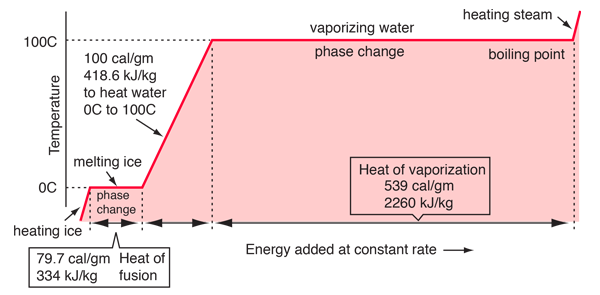 heating steam
vaporizing water
100C
phase change
boiling point
100 cal/gm
418.6 kJ/kg
to heat water
0C to 100C
Temperature
melting ice
Heat of vaporization
539 cal/gm
2260 kJ/kg
0C
phase
change
heating ice
Energy added at constant rate
79.7 cal/gm Heat of
334 kJ/kg fusion